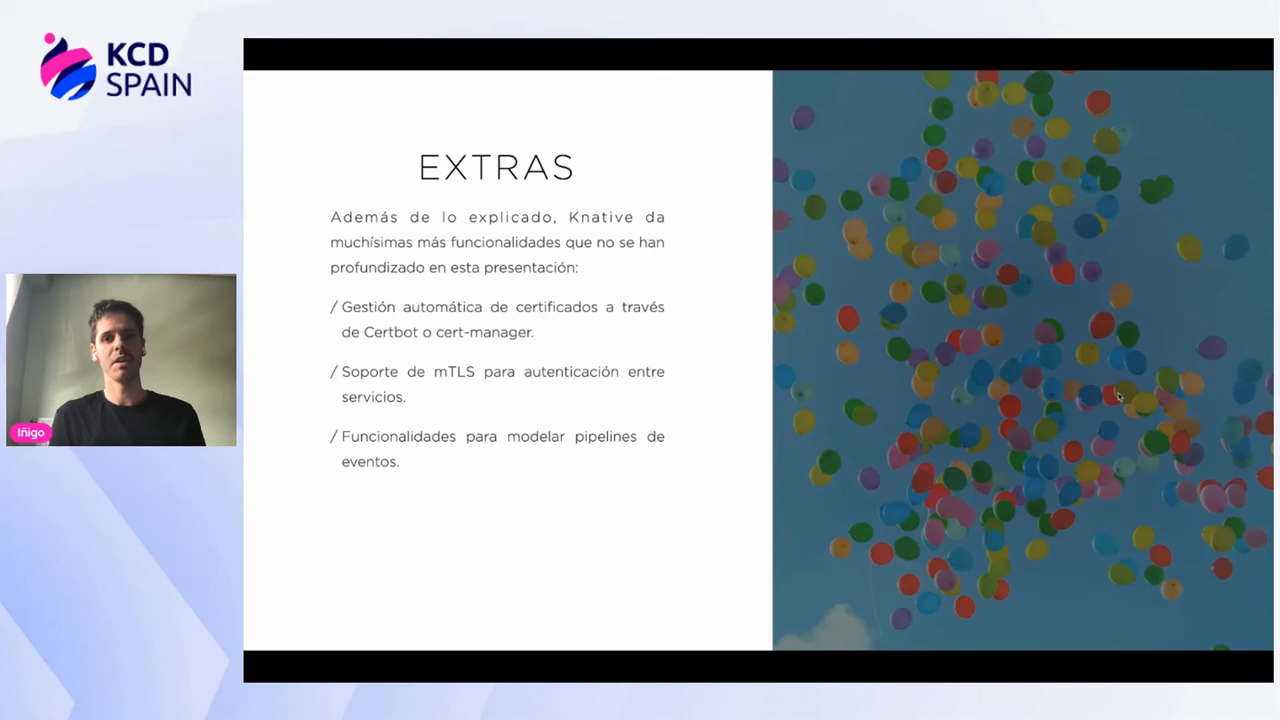 KCD
SPAIN
EXTRAS
Además de lo explicado, Knative da
muchísimas más funcionalidades que no se han
profundizado en esta presentación:
/ Gestión automática de certificados a través
de Certbot o cert-manager.
/ Soporte de mTLS para autenticación entre
servicios.
/ Funcionalidades para modelar pipelines de
eventos.
Iñigo